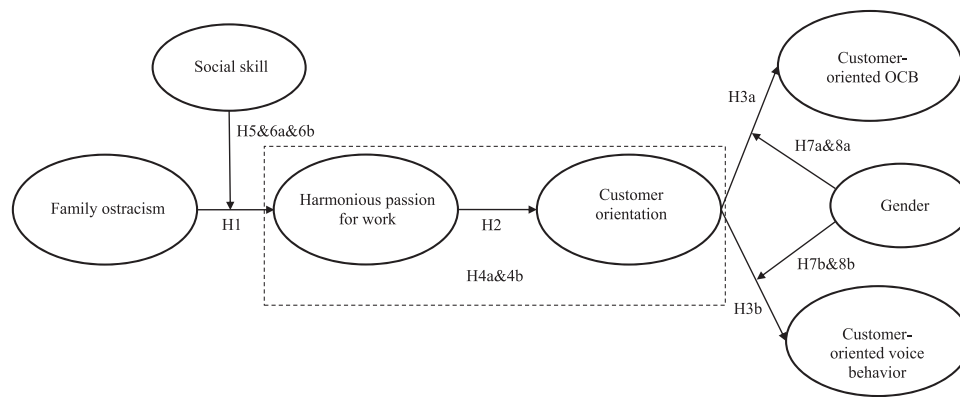 Social skill
Customer-
oriented OCB
H3a
H5&6a&6b
H7a&8a
Family ostracism
H1
Harmonious passion
for work
H2
Customer
orientation
Gender
H4a&4b
H7b&8b
H3b
Customer-
oriented voice
behavior